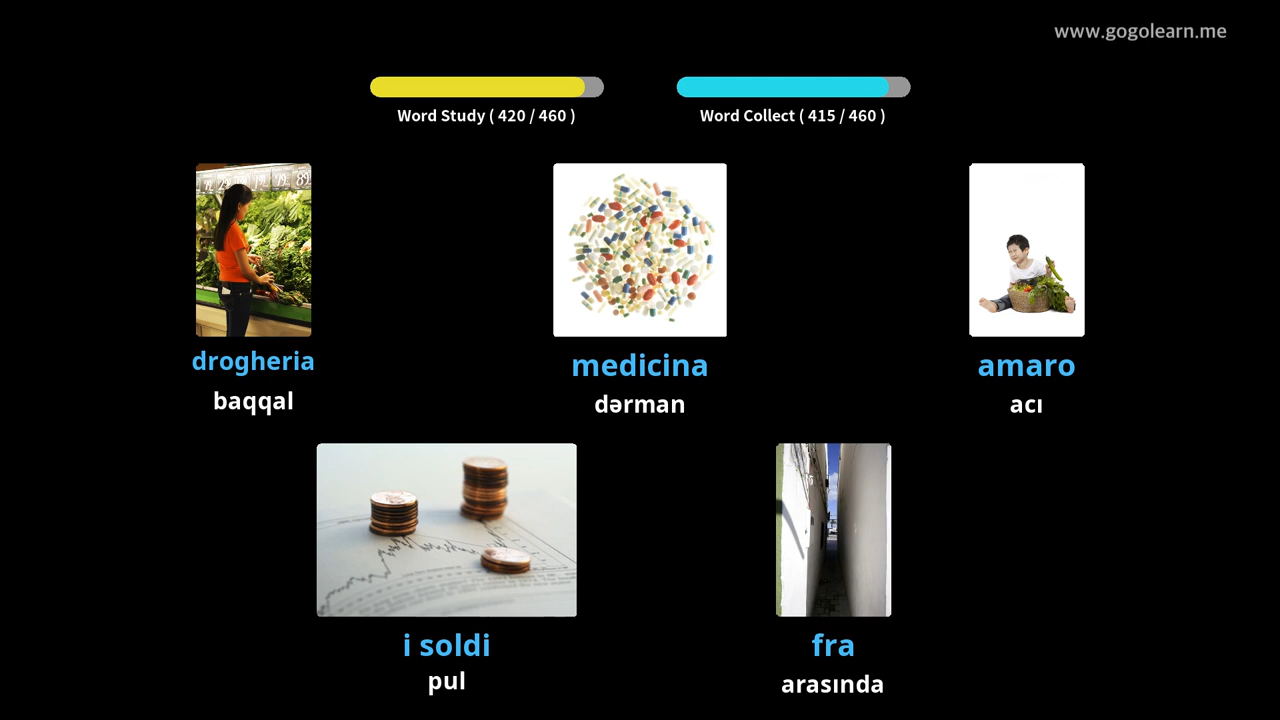 www.gogolearn.me
Word Study ( 420 / 460 )
Word Collect ( 415 / 460 )
drogheria
baqqal
medicina
dərman
amaro
acı
i soldi
pul
fra
arasında